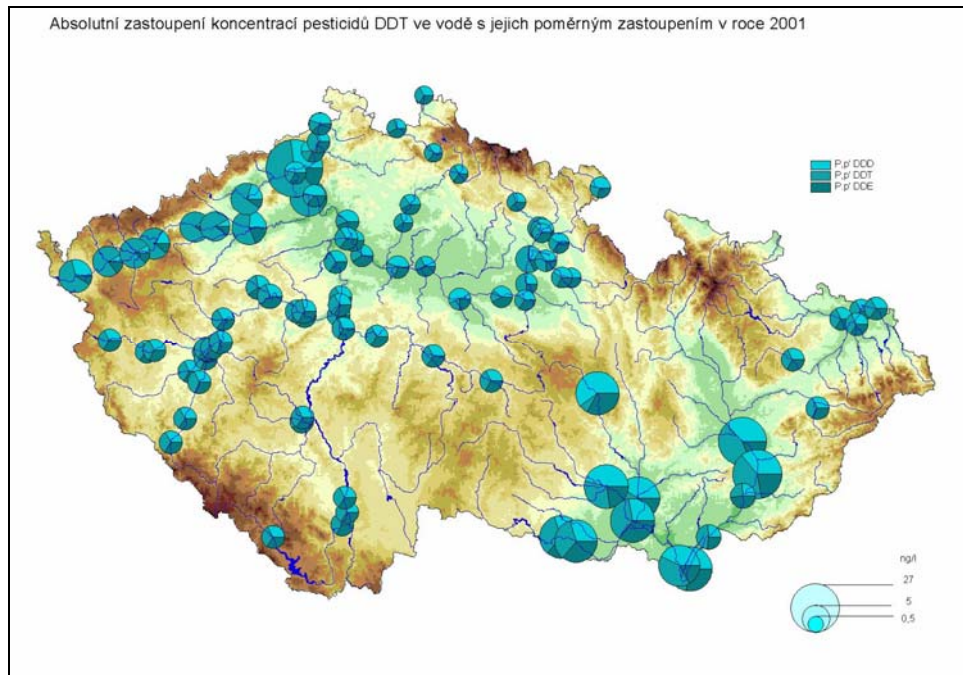 Absolutní zastoupení koncentrací pesticidů DDT ve vodě s jejich poměrným zastoupením v roce 2001
P,p' DDD
P,p' DDT
P,p' DDE
ng/l
27
5
0,5